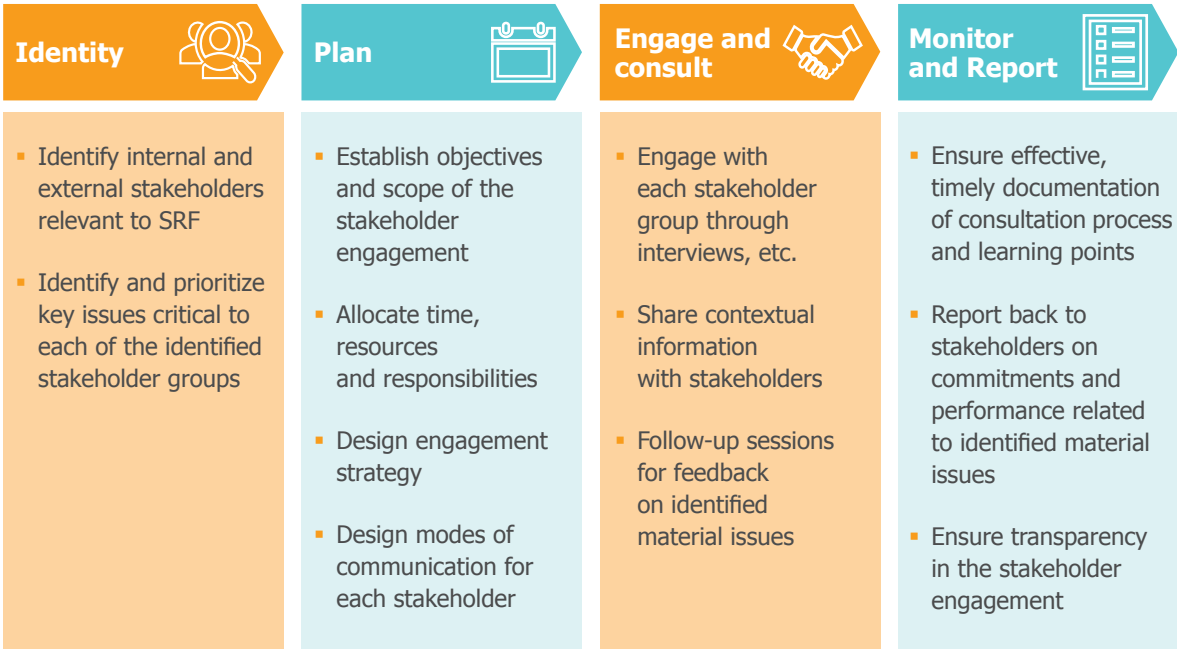 Identity
▪ Identify internal and
external stakeholders
relevant to SRF
▪ Identify and prioritize
key issues critical to
each of the identified
stakeholder groups
Plan
▪ Establish objectives
and scope of the
stakeholder
engagement
▪ Allocate time,
resources
and responsibilities
▪ Design engagement
strategy
▪ Design modes of
communication for
each stakeholder
Engage and
consult
▪ Engage with
each stakeholder
group through
interviews, etc.
▪ Share contextual
information
with stakeholders
▪ Follow-up sessions
for feedback
on identified
material issues
Monitor
and Report
▪ Ensure effective,
timely documentation
of consultation process
and learning points
▪ Report back to
stakeholders on
commitments and
performance related
to identified material
issues
▪ Ensure transparency
in the stakeholder
engagement